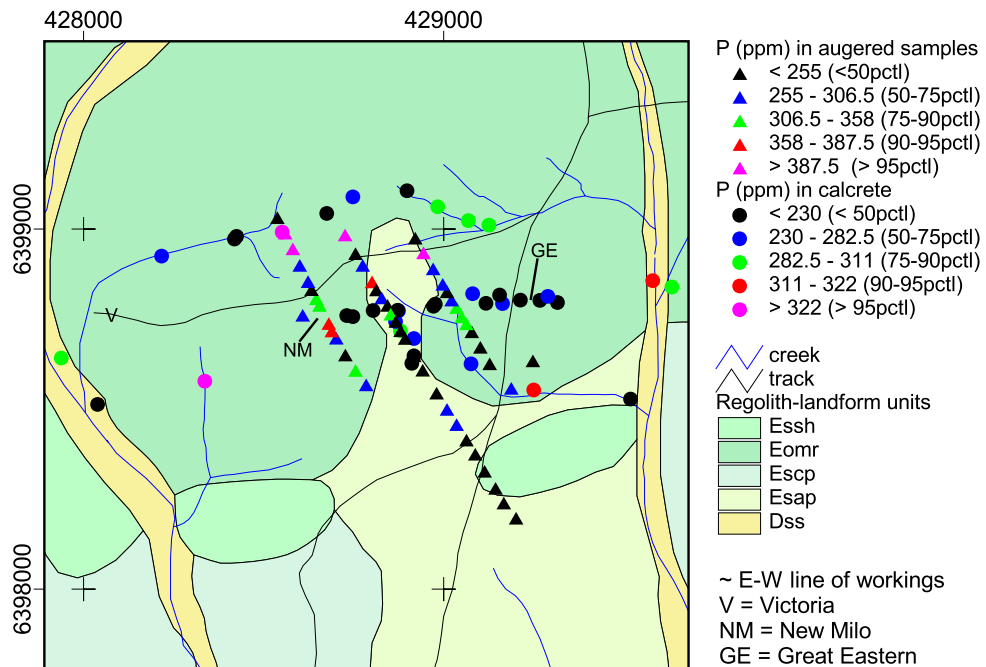 428000 429000
6399000
6398000
V
NM
GE
P (ppm) in augered samples
< 255 (<50pctl)
255 - 306.5 (50-75pctl)
306.5 - 358 (75-90pctl)
358 - 387.5 (90-95pctl)
> 387.5 (> 95pctl)
P (ppm) in calcrete
< 230 (< 50pctl)
230 - 282.5 (50-75pctl)
282.5 - 311 (75-90pctl)
311 - 322 (90-95pctl)
> 322 (> 95pctl)
creek
track
Regolith-landform units
Essh
Eomr
Escp
Esap
Dss
~ E-W line of workings
V = Victoria
NM = New Milo
GE = Great Eastern